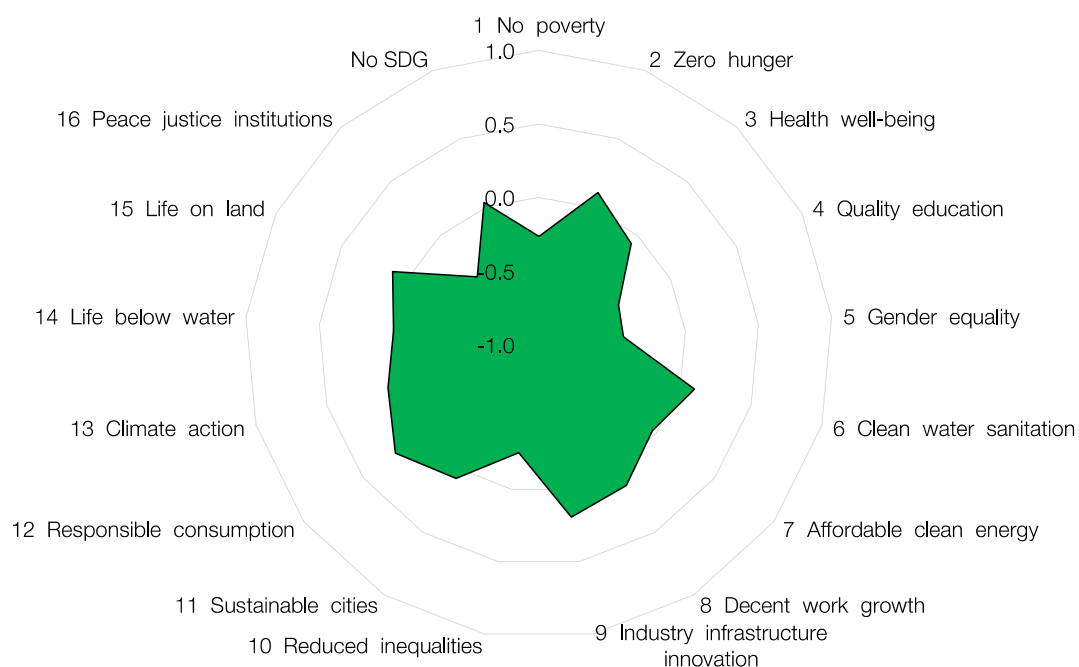 1 No poverty
1.0
No SDG
2 Zero hunger
16 Peace justice institutions
3 Health well-being
0.5
0.0
15 Life on land
4 Quality education
-0.5
14 Life below water
5 Gender equality
-1.0
13 Climate action
6 Clean water sanitation
12 Responsible consumption
7 Affordable clean energy
11 Sustainable cities
8 Decent work growth
10 Reduced inequalities
9 Industry infrastructure
innovation